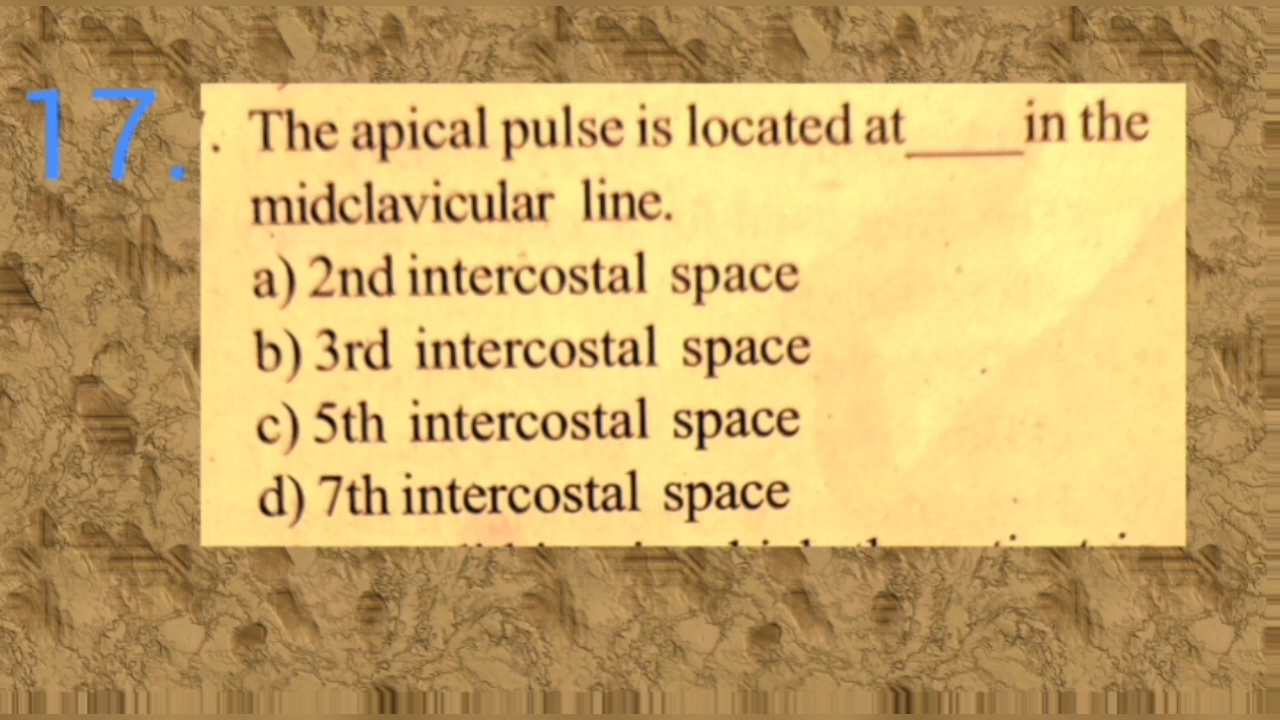 17.
. The apical pulse is located at____in the
midclavicular line.
a) 2nd intercostal space
b) 3rd intercostal space
c) 5th intercostal space
d) 7th intercostal space